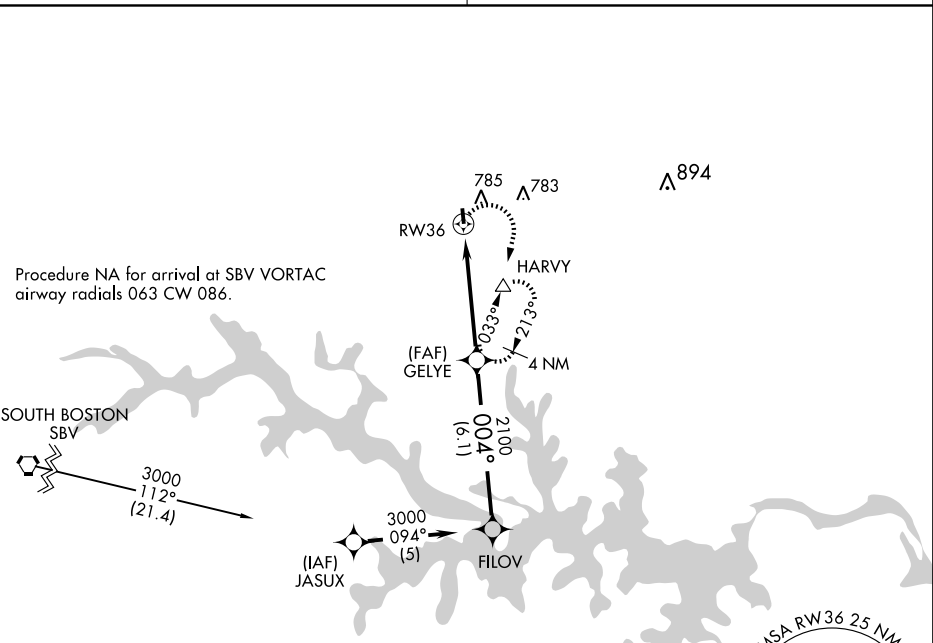 785
783
894
RW36
Procedure NA for arrival at SBV VORTAC
airway radials 063 CW 086.
HARVY
033°
213°
4 NM
(FAF)
GELYE
SOUTH BOSTON
SBV
2100
004°
(6.1)
3000
112°
(21.4)
3000
094°
(5)
(IAF)
JASUX
FILOV
MSA RW36 25 NM